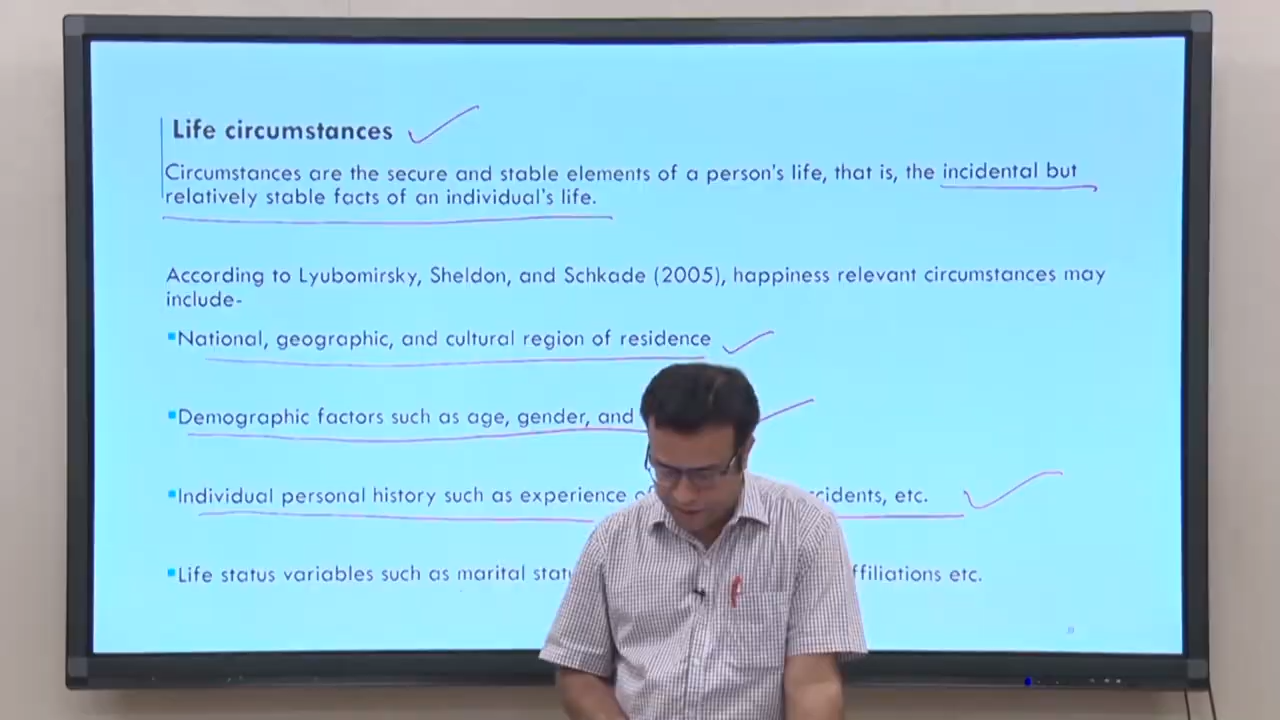 Life circumstances
Circumstances are the secure and stable elements of a person's life, that is, the incidental but
relatively stable facts of an individual's life.
According to Lyubomirsky, Sheldon, and Schkade (2005), happiness relevant circumstances may
include-
▪National, geographic, and cultural region of residence
▪Demographic factors such as age, gender, and
▪Individual personal history such as experience etc.
▪Life status variables such as marital etc.